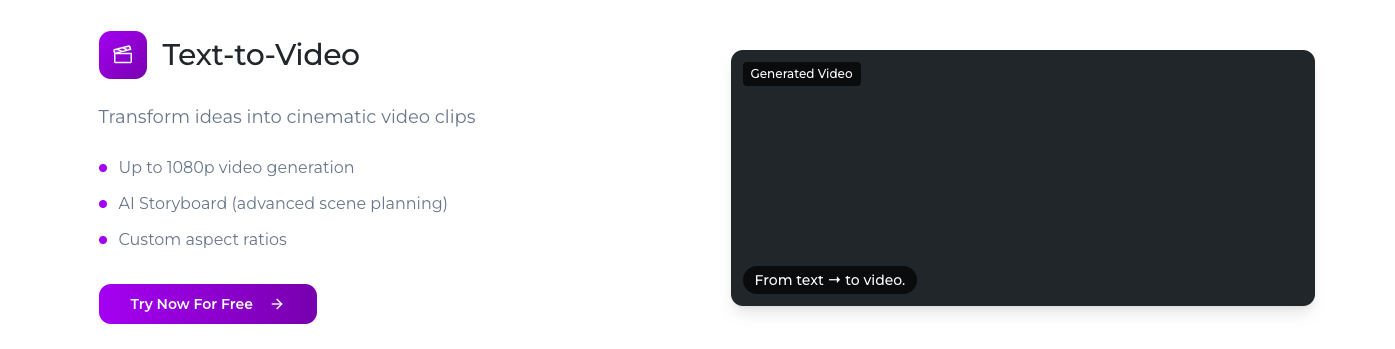 Text-to-Video
Transform ideas into cinematic video clips
Up to 1080p video generation
AI Storyboard (advanced scene planning)
Custom aspect ratios
Try Now For Free →
Generated Video
From text → to video.